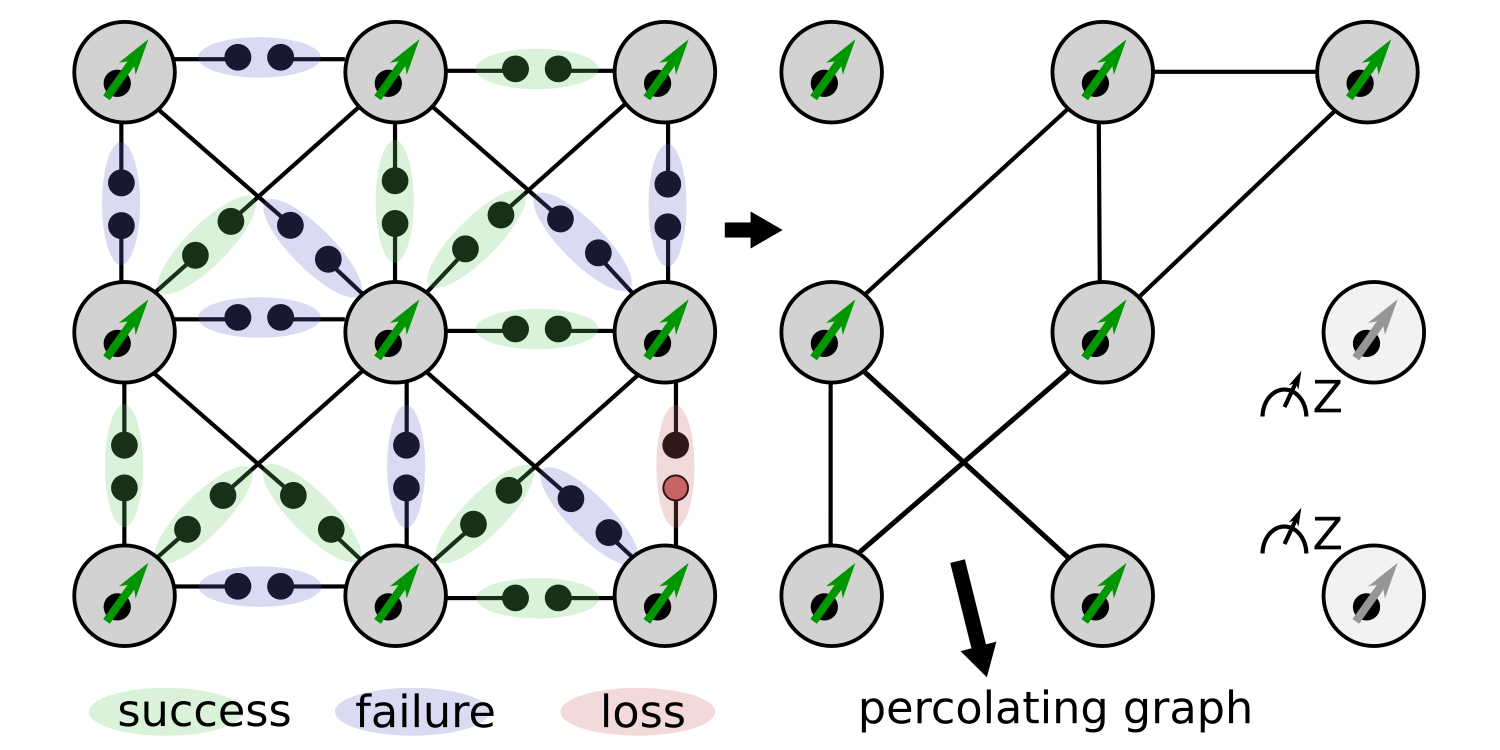 Z
Z
success failure loss
percolating graph